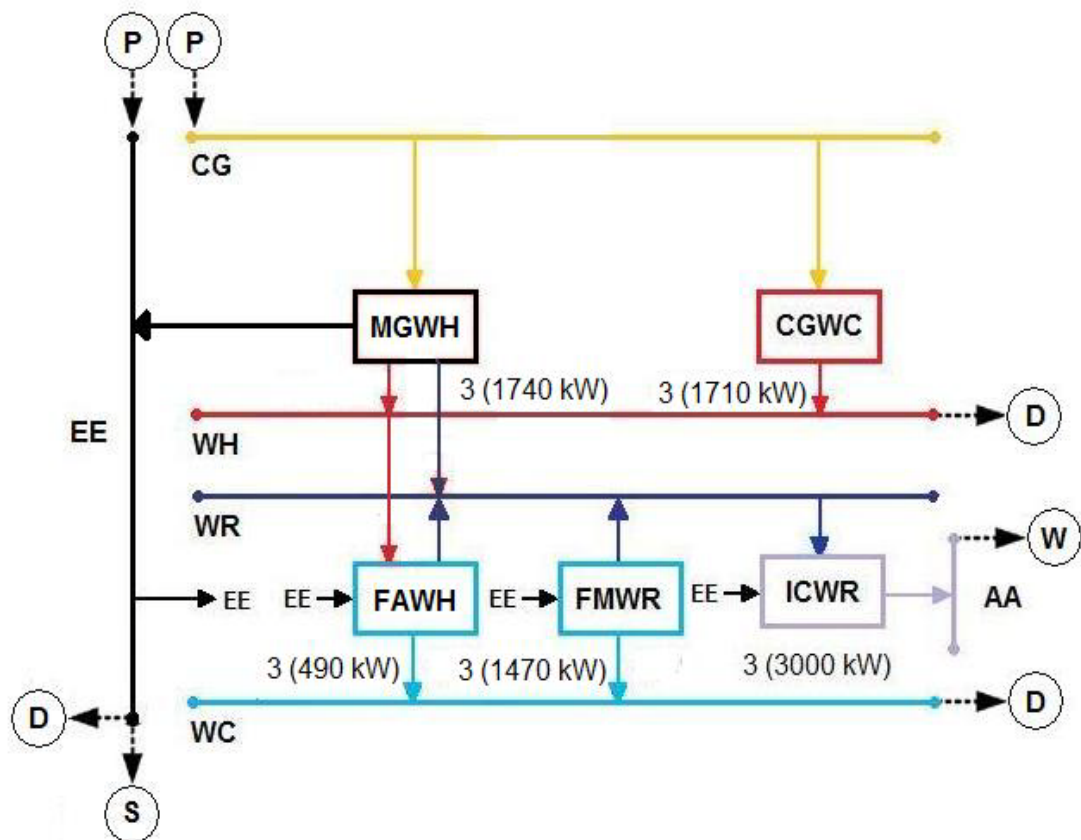 P P
CG
MGWH CGWC
3 (1740 kW) 3 (1710 kW)
EE WH D
WR
W
EE EE FAWH EE FMWR EE ICWR AA
3 (490 kW) 3 (1470 kW) 3 (3000 kW)
D WC D
S